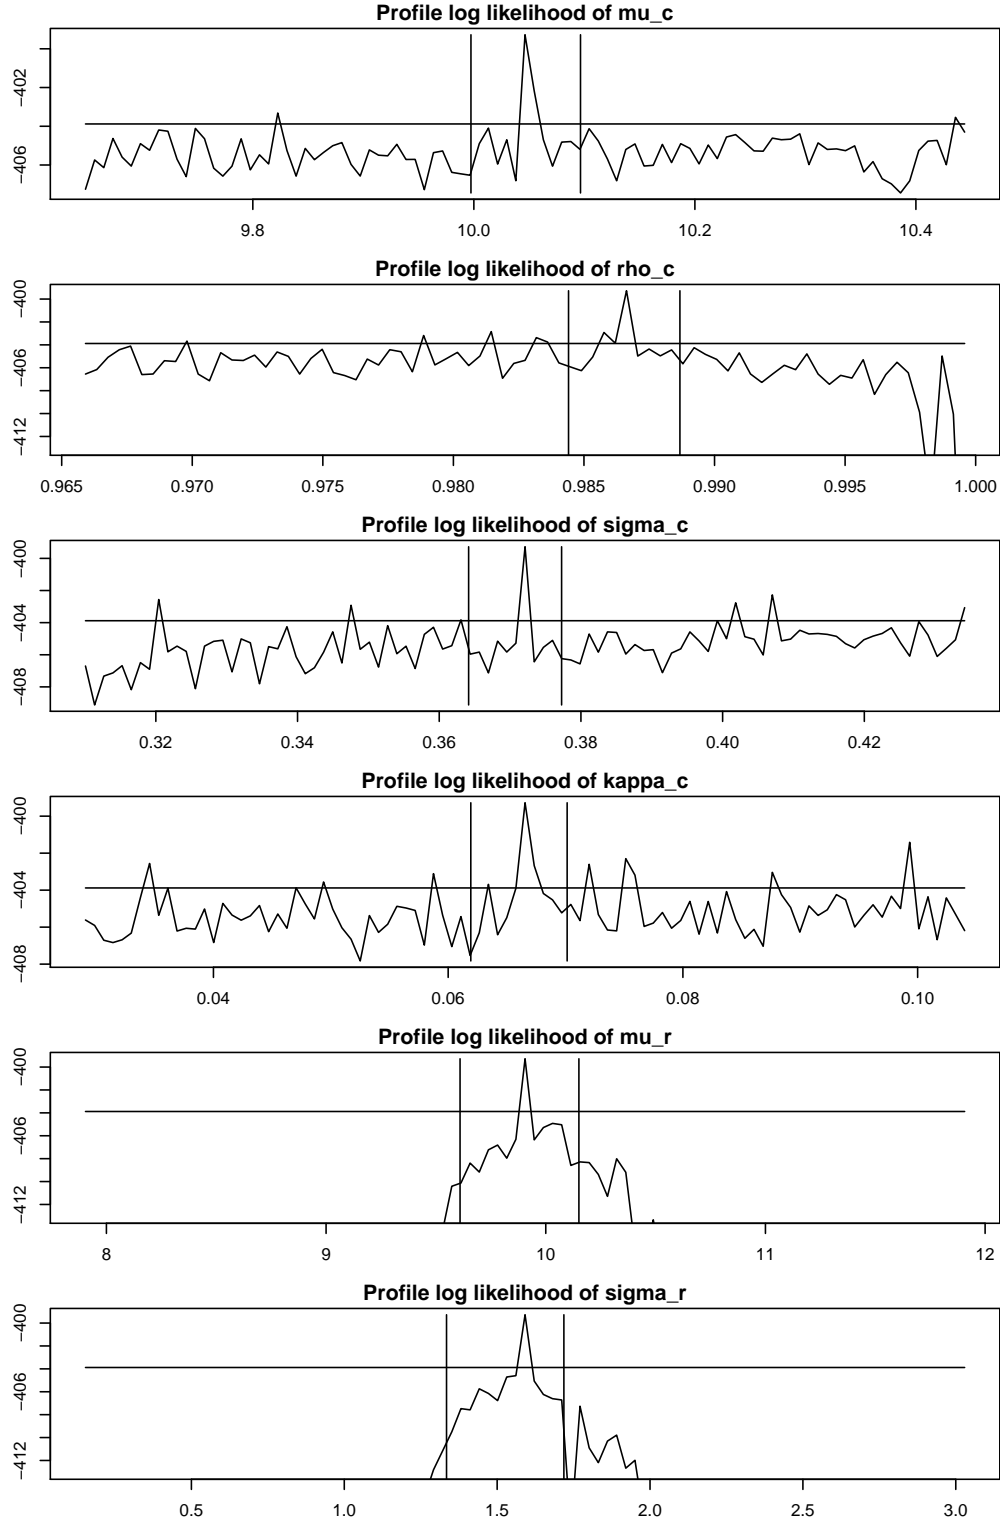 Profile log likelihood of mu_c
−402
−406
9.8 10.0 10.2 10.4
Profile log likelihood of rho_c
−400
−406
−412
0.965 0.970 0.975 0.980 0.985 0.990 0.995 1.000
Profile log likelihood of sigma_c
−400
−404
−408
0.32 0.34 0.36 0.38 0.40 0.42
Profile log likelihood of kappa_c
−400
−404
−408
0.04 0.06 0.08 0.10
Profile log likelihood of mu_r
−400
−406
−412
8 9 10 11 12
Profile log likelihood of sigma_r
−400
−406
−412
0.5 1.0 1.5 2.0 2.5 3.0